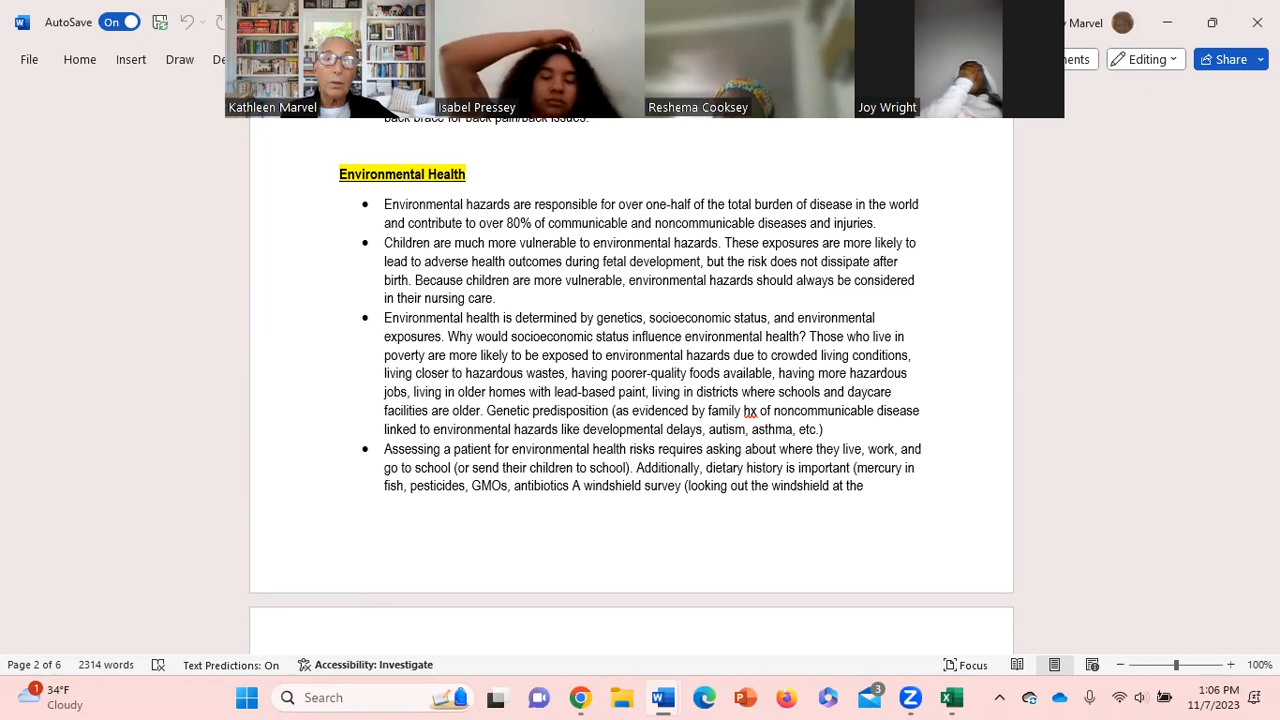 AutoSave On
y Marvel
File Home Insert Draw
Editing
Share
Kathleen Marvel
Isabel Pressey
Reshema Cooksey
Joy Wright
back brace for back pain/back issues.
Environmental Health
Environmental hazards are responsible for over one-half of the total burden of disease in the world
and contribute to over 80% of communicable and noncommunicable diseases and injuries.
Children are much more vulnerable to environmental hazards. These exposures are more likely to
lead to adverse health outcomes during fetal development, but the risk does not dissipate after
birth. Because children are more vulnerable, environmental hazards should always be considered
in their nursing care.
Environmental health is determined by genetics, socioeconomic status, and environmental
exposures. Why would socioeconomic status influence environmental health? Those who live in
poverty are more likely to be exposed to environmental hazards due to crowded living conditions,
living closer to hazardous wastes, having poorer-quality foods available, having more hazardous
jobs, living in older homes with lead-based paint, living in districts where schools and daycare
facilities are older. Genetic predisposition (as evidenced by family hx of noncommunicable disease
linked to environmental hazards like developmental delays, autism, asthma, etc.)
Assessing a patient for environmental health risks requires asking about where they live, work, and
go to school (or send their children to school). Additionally, dietary history is important (mercury in
fish, pesticides, GMOs, antibiotics A windshield survey (looking out the windshield at the
Page 2 of 6 2314 words Text Predictions: On Accessibility: Investigate Focus 100%
1 34°F
Cloudy
Search
3
1:06 PM
11/7/2023